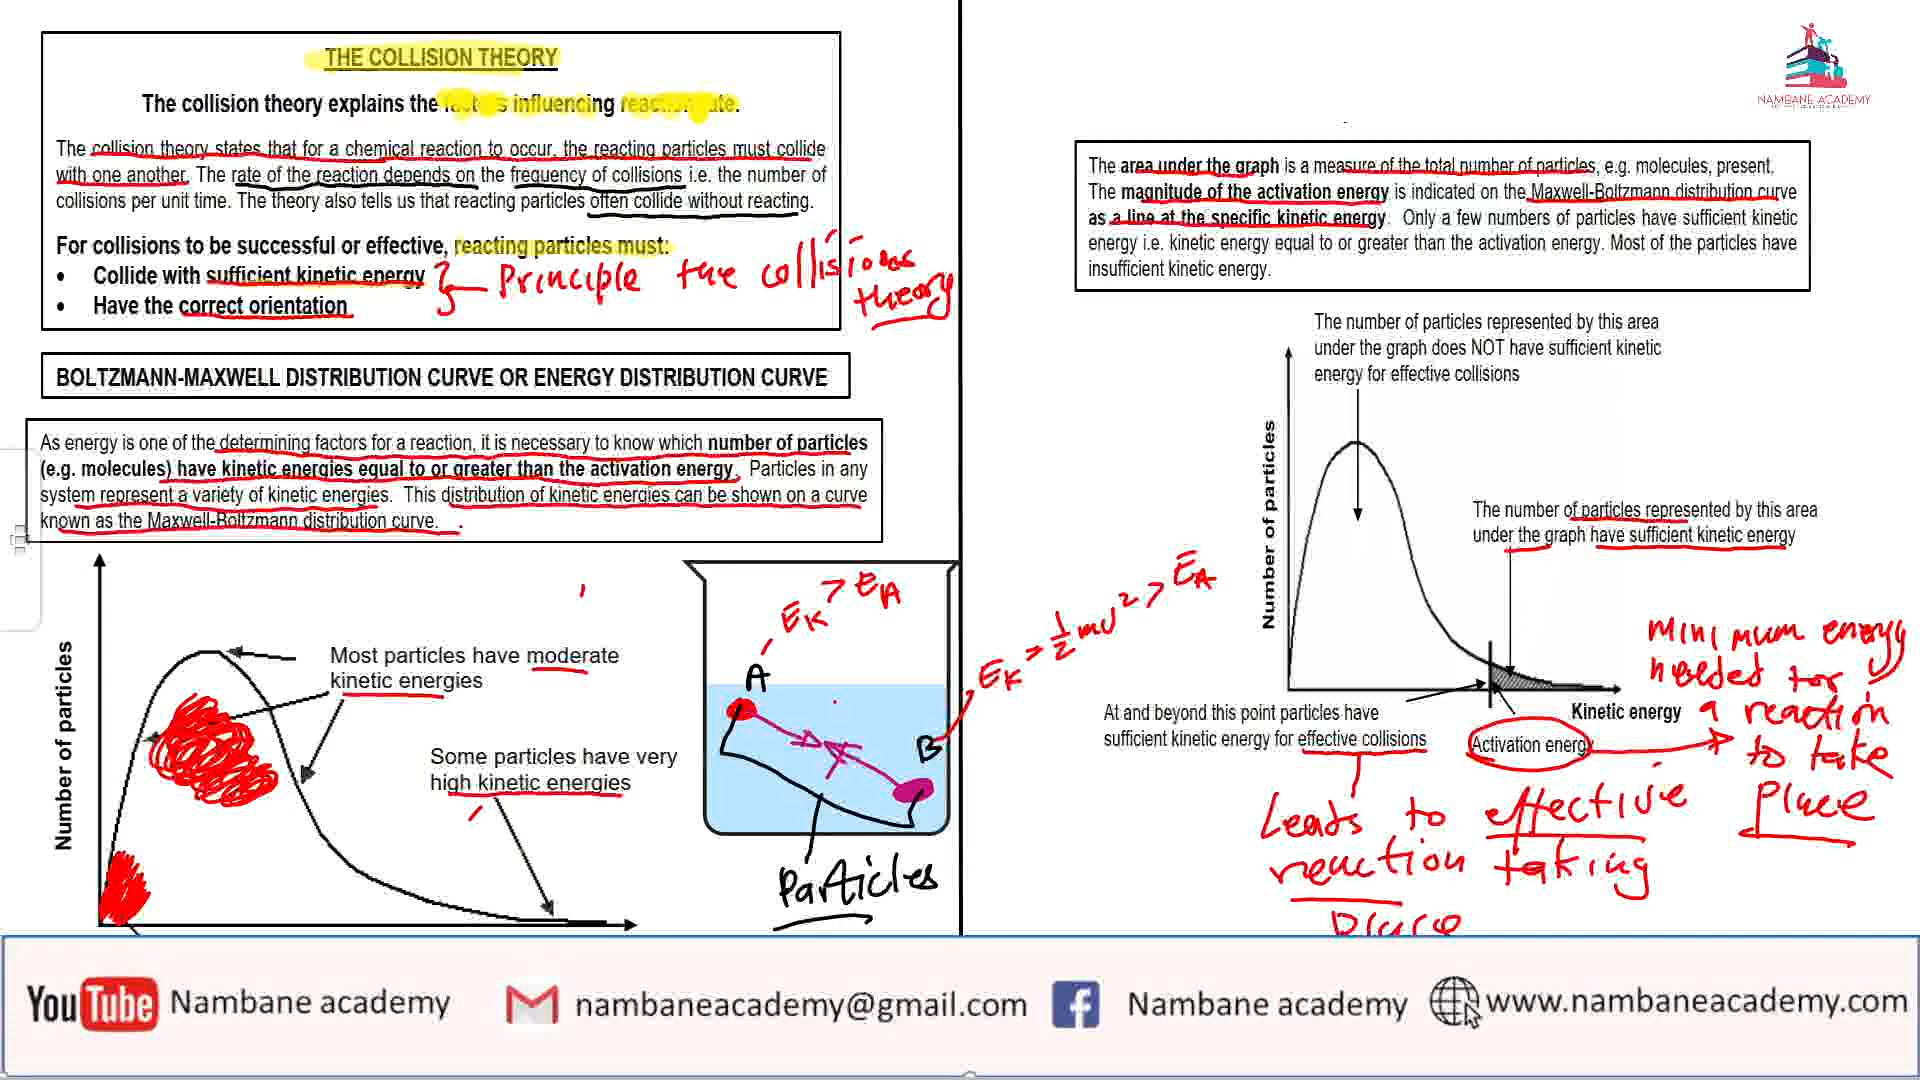 THE COLLISION THEORY
The collision theory explains the factors influencing reaction rate.
The collision theory states that for a chemical reaction to occur, the reacting particles must collide
with one another. The rate of the reaction depends on the frequency of collisions i.e. the number of
collisions per unit time. The theory also tells us that reacting particles often collide without reacting.
For collisions to be successful or effective, reacting particles must:
• Collide with sufficient kinetic energy
• Have the correct orientation
Principle the collisions
theory
BOLTZMANN-MAXWELL DISTRIBUTION CURVE OR ENERGY DISTRIBUTION CURVE
As energy is one of the determining factors for a reaction, it is necessary to know which number of particles
(e.g. molecules) have kinetic energies equal to or greater than the activation energy. Particles in any
system represent a variety of kinetic energies. This distribution of kinetic energies can be shown on a curve
known as the Maxwell-Boltzmann distribution curve.
Number of particles
Most particles have moderate
kinetic energies
Some particles have very
high kinetic energies
EK > EA
A
B
EK = 1/2 mv² > EA
Particles
NAMBANE ACADEMY
The area under the graph is a measure of the total number of particles, e.g. molecules, present.
The magnitude of the activation energy is indicated on the Maxwell-Boltzmann distribution curve
as a line at the specific kinetic energy. Only a few numbers of particles have sufficient kinetic
energy i.e. kinetic energy equal to or greater than the activation energy. Most of the particles have
insufficient kinetic energy.
The number of particles represented by this area
under the graph does NOT have sufficient kinetic
energy for effective collisions
Number of particles
The number of particles represented by this area
under the graph have sufficient kinetic energy
Kinetic energy
At and beyond this point particles have
sufficient kinetic energy for effective collisions
Activation energy
minimum energy
needed for
a reaction
to take
place
Leads to effective
reaction taking
place
YouTube Nambane academy
nambaneacademy@gmail.com
Nambane academy
www.nambaneacademy.com